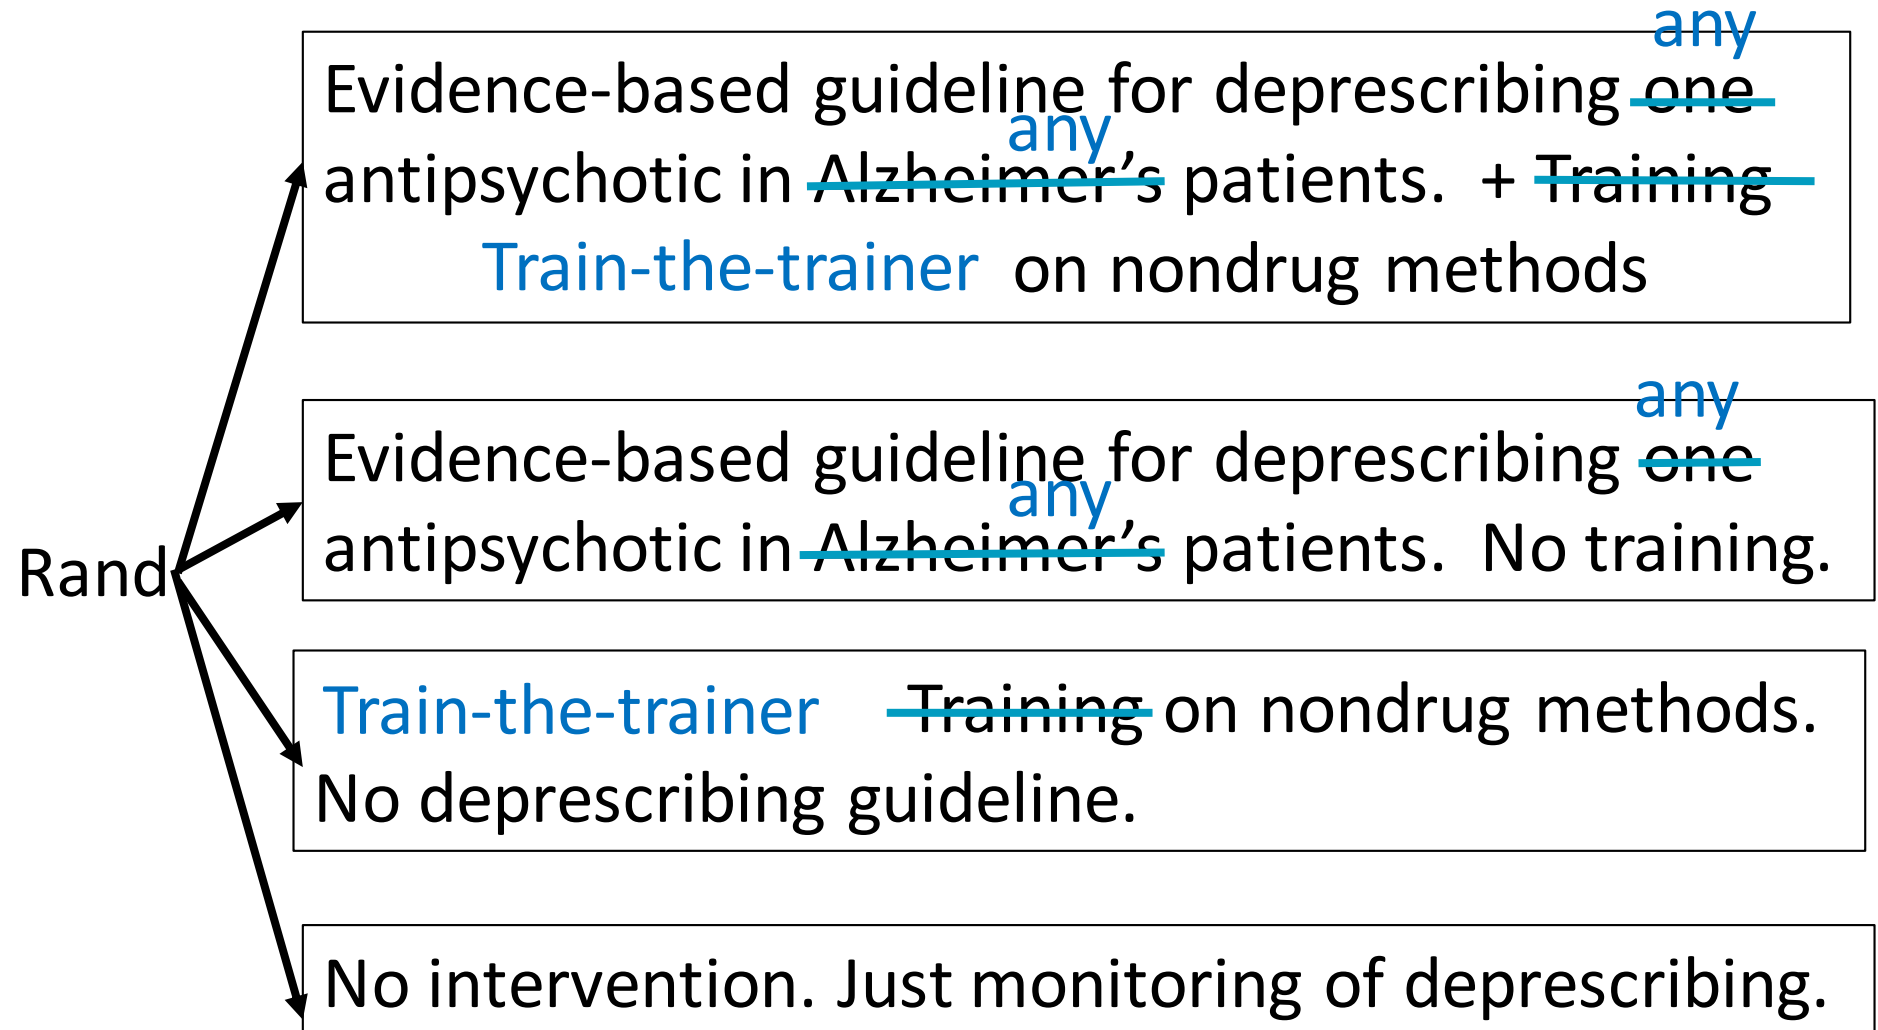 any
Evidence-based guideline for deprescribing one
any
antipsychotic in Alzheimer's patients. + Training
Train-the-trainer on nondrug methods
any
Evidence-based guideline for deprescribing one
any
antipsychotic in Alzheimer's patients. No training.
Rand
Train-the-trainer Training on nondrug methods.
No deprescribing guideline.
No intervention. Just monitoring of deprescribing.